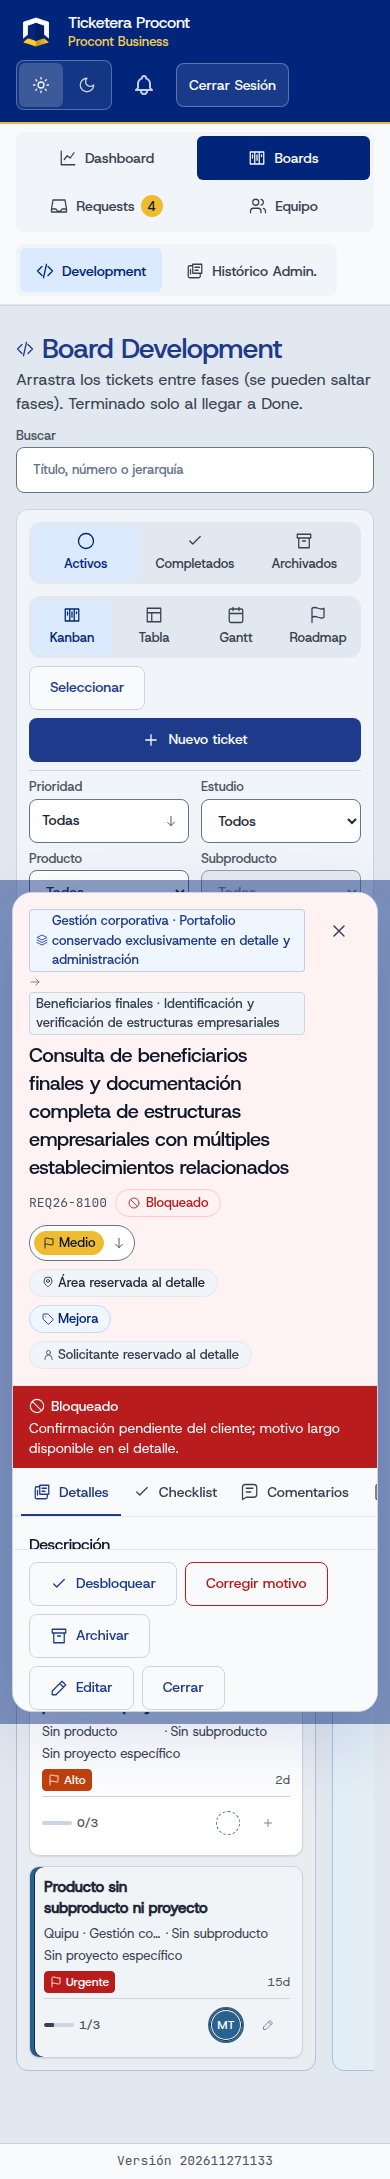 Ticketera Procont
Procont Business
Cerrar Sesión
Dashboard
Boards
Requests 4
Equipo
Development
Histórico Admin.
Board Development
Arrastra los tickets entre fases (se pueden saltar
fases). Terminado solo al llegar a Done.
Buscar
Título, número o jerarquía
Activos
Completados
Archivados
Kanban
Tabla
Gantt
Roadmap
Seleccionar
Nuevo ticket
Prioridad
Estudio
Todas
Todos
Producto
Subproducto
Todos
Todos
Gestión corporativa · Portafolio
conservado exclusivamente en detalle y
administración
→
Beneficiarios finales · Identificación y
verificación de estructuras empresariales
Consulta de beneficiarios
finales y documentación
completa de estructuras
empresariales con múltiples
establecimientos relacionados
REQ26-8100
Bloqueado
Medio
Área reservada al detalle
Mejora
Solicitante reservado al detalle
Bloqueado
Confirmación pendiente del cliente; motivo largo
disponible en el detalle.
Detalles
Checklist
Comentarios
Descripción
Desbloquear
Corregir motivo
Archivar
Editar
Cerrar
Sin producto · Sin subproducto
Sin proyecto específico
Alto
2d
0/3
+
Producto sin
subproducto ni proyecto
Quipu · Gestión co... · Sin subproducto
Sin proyecto específico
Urgente
15d
1/3
MT
Versión 202611271133